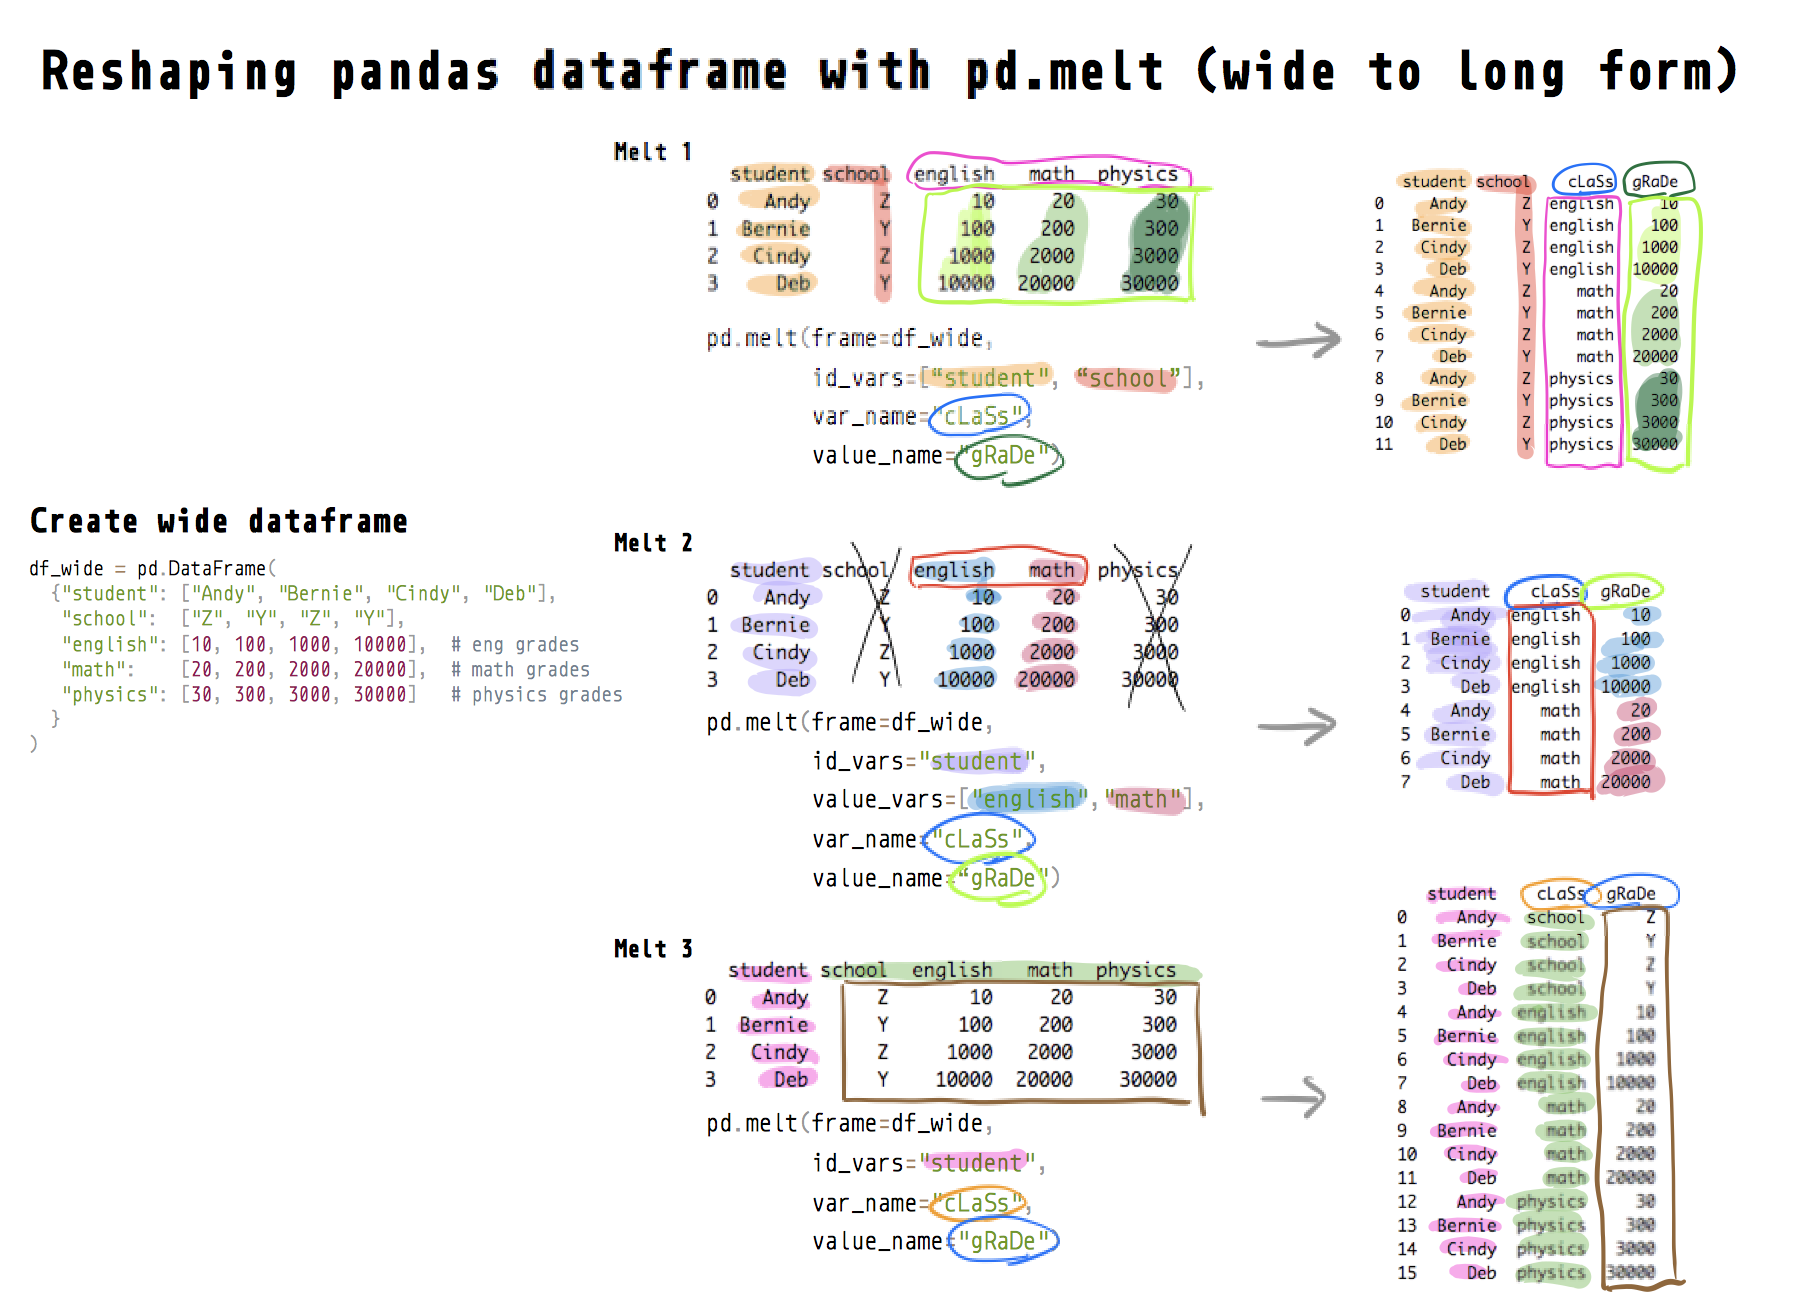 Reshaping pandas dataframe with pd.melt (wide to long form)
Create wide dataframe
df_wide = pd.DataFrame(
{"student": ["Andy", "Bernie", "Cindy", "Deb"],
"school": ["Z", "Y", "Z", "Y"],
"english": [10, 100, 1000, 10000], # eng grades
"math": [20, 200, 2000, 20000], # math grades
"physics": [30, 300, 3000, 30000] # physics grades
}
)
Melt 1
student school english math physics
0 Andy Z 10 20 30
1 Bernie Y 100 200 300
2 Cindy Z 1000 2000 3000
3 Deb Y 10000 20000 30000
pd.melt(frame=df_wide,
id_vars=["student", “school”],
var_name="cLaSs",
value_name="gRaDe")
student school cLaSs gRaDe
0 Andy Z english 10
1 Bernie Y english 100
2 Cindy Z english 1000
3 Deb Y english 10000
4 Andy Z math 20
5 Bernie Y math 200
6 Cindy Z math 2000
7 Deb Y math 20000
8 Andy Z physics 30
9 Bernie Y physics 300
10 Cindy Z physics 3000
11 Deb Y physics 30000
Melt 2
student school english math physics
0 Andy Z 10 20 30
1 Bernie Y 100 200 300
2 Cindy Z 1000 2000 3000
3 Deb Y 10000 20000 30000
pd.melt(frame=df_wide,
id_vars="student",
value_vars=["english","math"],
var_name="cLaSs",
value_name=“gRaDe")
student cLaSs gRaDe
0 Andy english 10
1 Bernie english 100
2 Cindy english 1000
3 Deb english 10000
4 Andy math 20
5 Bernie math 200
6 Cindy math 2000
7 Deb math 20000
Melt 3
student school english math physics
0 Andy Z 10 20 30
1 Bernie Y 100 200 300
2 Cindy Z 1000 2000 3000
3 Deb Y 10000 20000 30000
pd.melt(frame=df_wide,
id_vars="student",
var_name="cLaSs",
value_name="gRaDe"
student cLaSs gRaDe
0 Andy school Z
1 Bernie school Y
2 Cindy school Z
3 Deb school Y
4 Andy english 10
5 Bernie english 100
6 Cindy english 1000
7 Deb english 10000
8 Andy math 20
9 Bernie math 200
10 Cindy math 2000
11 Deb math 20000
12 Andy physics 30
13 Bernie physics 300
14 Cindy physics 3000
15 Deb physics 30000